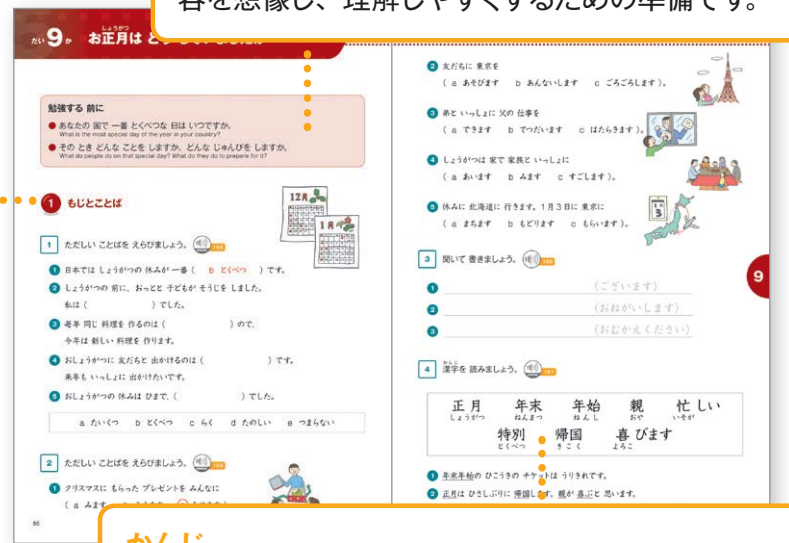 容を想像し、理解しやすくするための準備です。
だい9か お正月は
しょうがつ
勉強する 前に
● あなたの 国で 一番 とくべつな 日は いつですか。
What is the most special day of the year in your country?
● その とき どんな ことを しますか。どんな じゅんびを しますか。
What do people do on that special day? What do they do to prepare for it?
1 もじとことば
12月
1月
1 ただしい ことばを えらびましょう。
1 日本では しょうがつの 休みが 一番( b とくべつ )です。
2 しょうがつの 前に、おっとと 子どもが そうじを しました。
私は( )でした。
3 毎年 同じ 料理を 作るのは( )ので、
今年は 新しい 料理を 作ります。
4 おしょうがつに 友だちと 出かけるのは( )です。
来年も いっしょに 出かけたいです。
5 おしょうがつの 休みは ひまで、( )でした。
a たいくつ b とくべつ c らく d たのしい e つまらない
2 ただしい ことばを えらびましょう。
1 クリスマスに もらった プレゼントを みんなに
( a みます
86
2 友だちに 東京を
( a あそびます b あんないします c ごろごろします )。
3 弟と いっしょに 父の 仕事を
( a できます b てつだいます c はたらきます )。
4 しょうがつは 家で 家族と いっしょに
( a あいます b みます c すごします )。
5 休みに 北海道に 行きます。1月3日に 東京に
( a まちます b もどります c もらいます )。
3
3 聞いて 書きましょう。
1 (ございます)
2 (おねがいします)
3 (おむかえください)
9
4 漢字を 読みましょう。
かんじ
正月 年末 年始 親 忙しい
しょうがつ ねんまつ ねんし おや いそが
特別 帰国 喜びます
とくべつ きこく よろこ
1 年末年始の ひこうきの チケットは うりきれです。
2 正月は ひさしぶりに 帰国します。親が 喜ぶと 思います。
かんじ